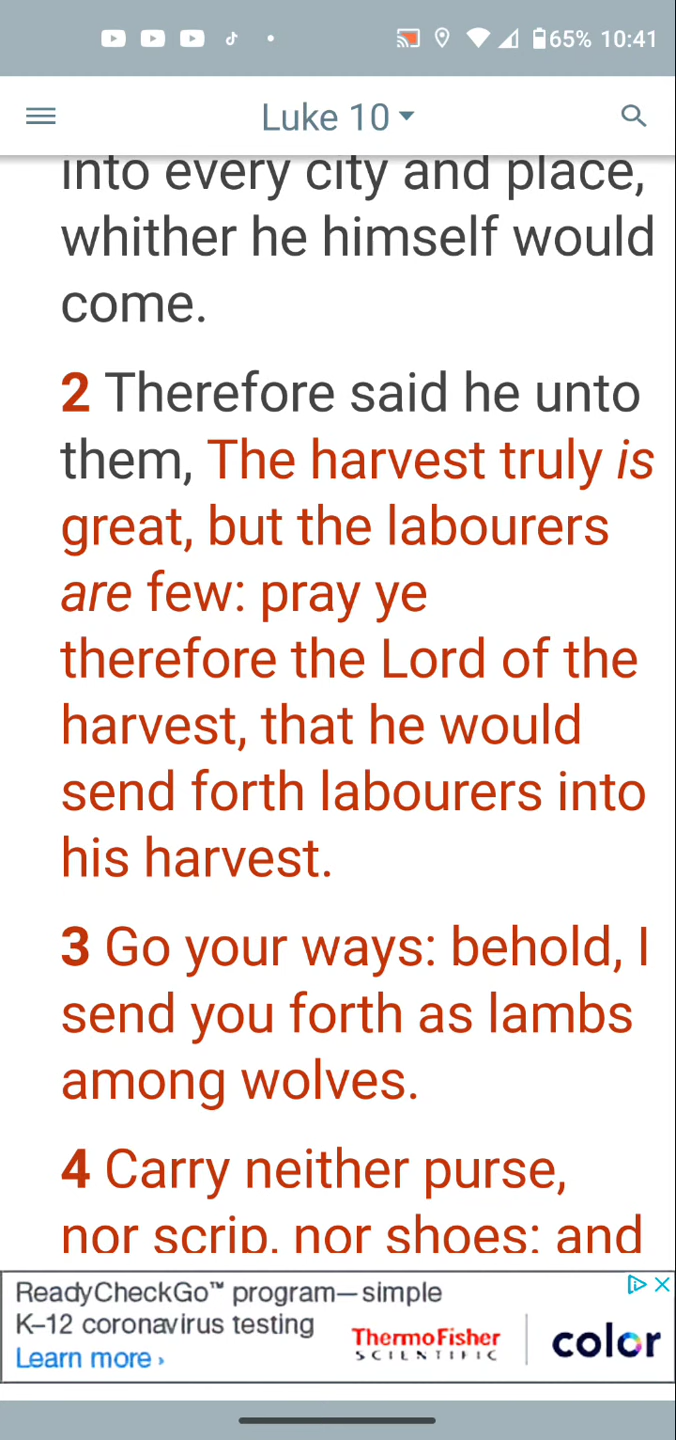 65% 10:41
Luke 10
into every city and place,
whither he himself would
come.
2 Therefore said he unto
them, The harvest truly is
great, but the labourers
are few: pray ye
therefore the Lord of the
harvest, that he would
send forth labourers into
his harvest.
3 Go your ways: behold, I
send you forth as lambs
among wolves.
4 Carry neither purse,
nor scrip, nor shoes: and
ReadyCheckGo™ program—simple
K–12 coronavirus testing
Learn more ›
ThermoFisher
SCIENTIFIC
color